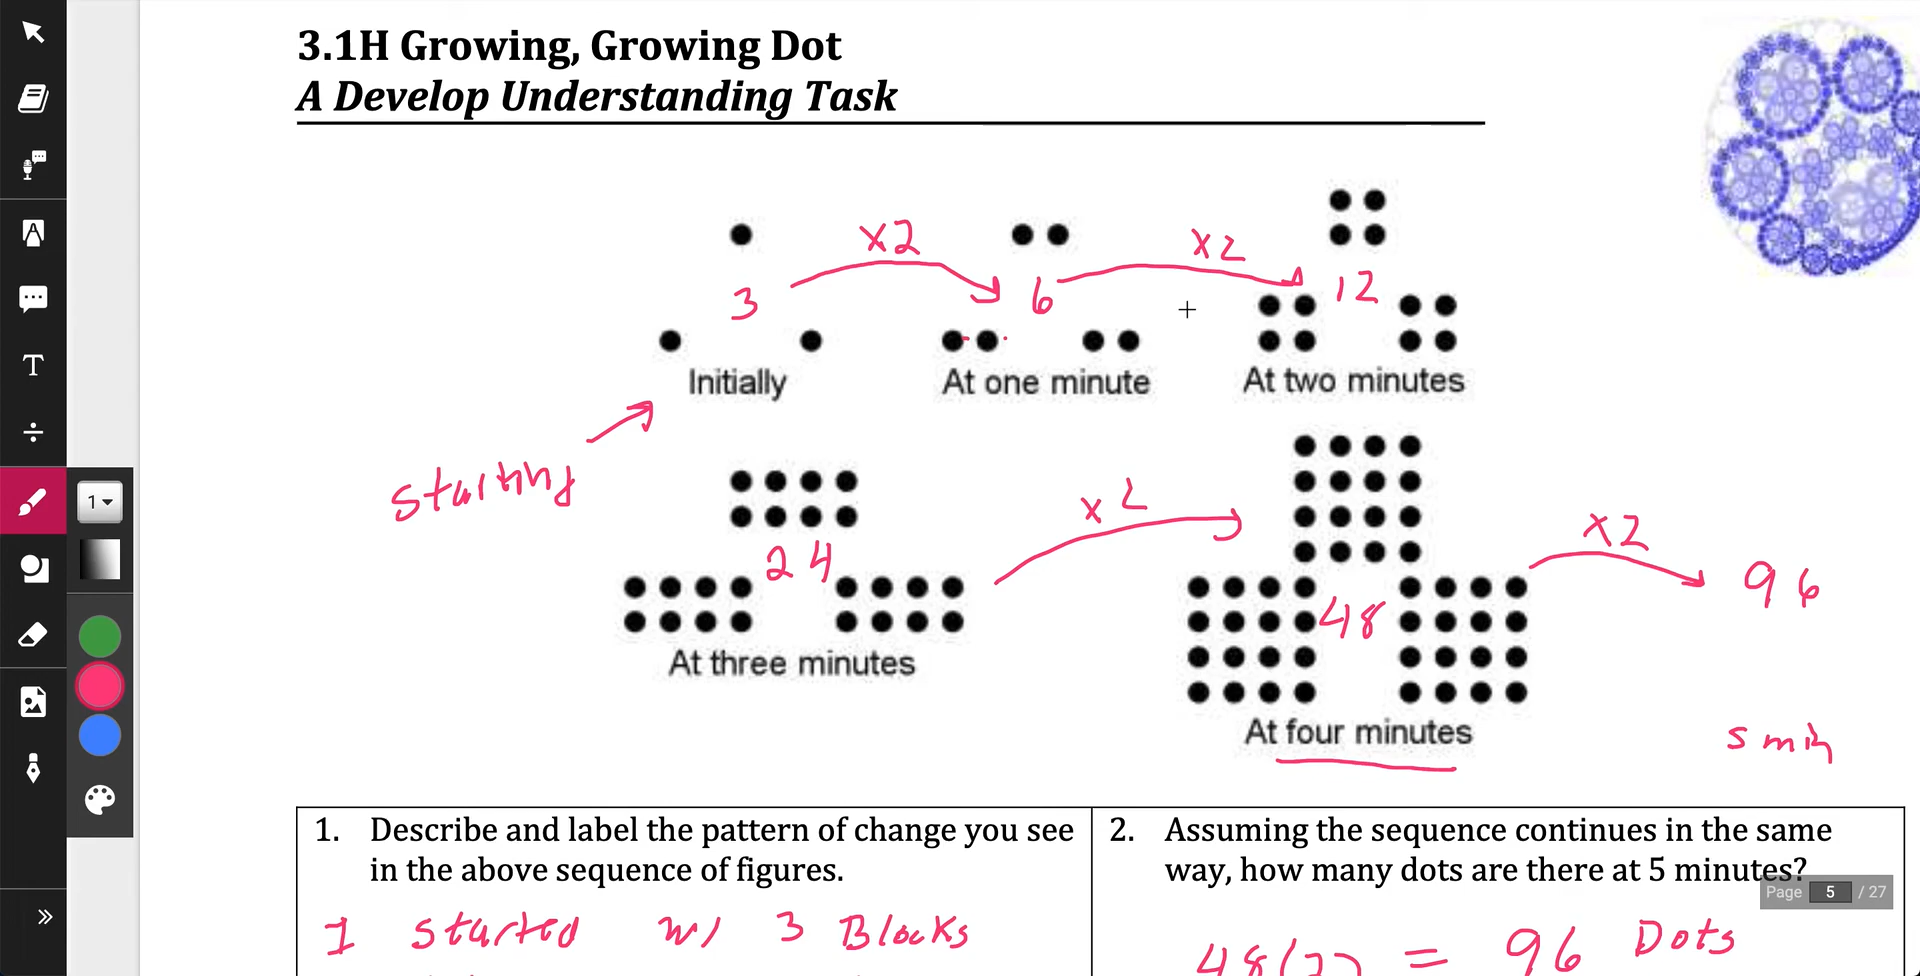 3.1H Growing, Growing Dot
A Develop Understanding Task
x2
x2
3
6
12
Initially
At one minute
At two minutes
Starting
x2
x2
24
48
96
At three minutes
At four minutes
5 min
1. Describe and label the pattern of change you see
in the above sequence of figures.
I started w/ 3 Blocks
2. Assuming the sequence continues in the same
way, how many dots are there at 5 minutes?
= 96 Dots
Page 5 / 27
1
T